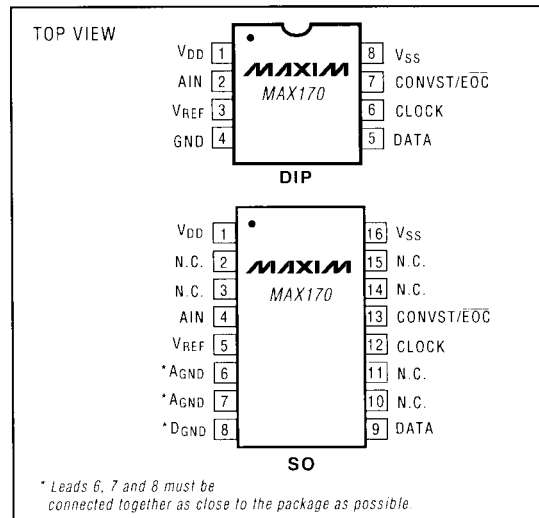 TOP VIEW
VDD 1
AIN 2
VREF 3
GND 4
MAXIM
MAX170
8 VSS
7 CONVST/E̅O̅C̅
6 CLOCK
5 DATA
DIP
VDD 1
N.C. 2
N.C. 3
AIN 4
VREF 5
*AGND 6
*AGND 7
*DGND 8
MAXIM
MAX170
16 VSS
15 N.C.
14 N.C.
13 CONVST/E̅O̅C̅
12 CLOCK
11 N.C.
10 N.C.
9 DATA
SO
* Leads 6, 7 and 8 must be
connected together as close to the package as possible.